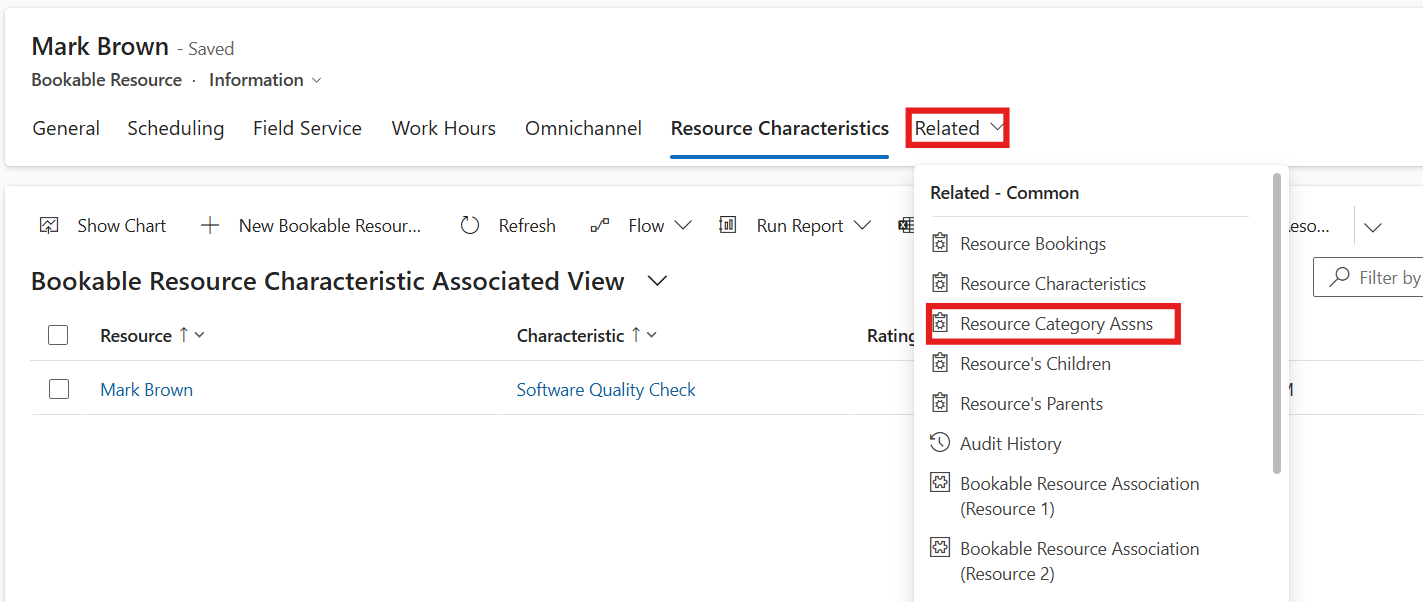 Mark Brown - Saved
Bookable Resource · Information
General Scheduling Field Service Work Hours Omnichannel Resource Characteristics Related
Related - Common
Show Chart New Bookable Resour... Refresh Flow Run Report
Resource Bookings
Bookable Resource Characteristic Associated View
Filter by
Resource Characteristics
Resource Characteristic
Resource Category Assns
Resource's Children
Mark Brown Software Quality Check
Resource's Parents
Audit History
Bookable Resource Association
(Resource 1)
Bookable Resource Association
(Resource 2)